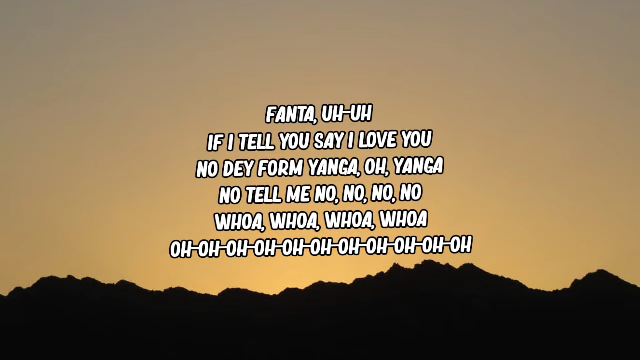 FANTA, UH-UH
IF I TELL YOU SAY I LOVE YOU
NO DEY FORM YANGA, OH, YANGA
NO TELL ME NO, NO, NO, NO
WHOA, WHOA, WHOA, WHOA
OH-OH-OH-OH-OH-OH-OH-OH-OH-OH-OH